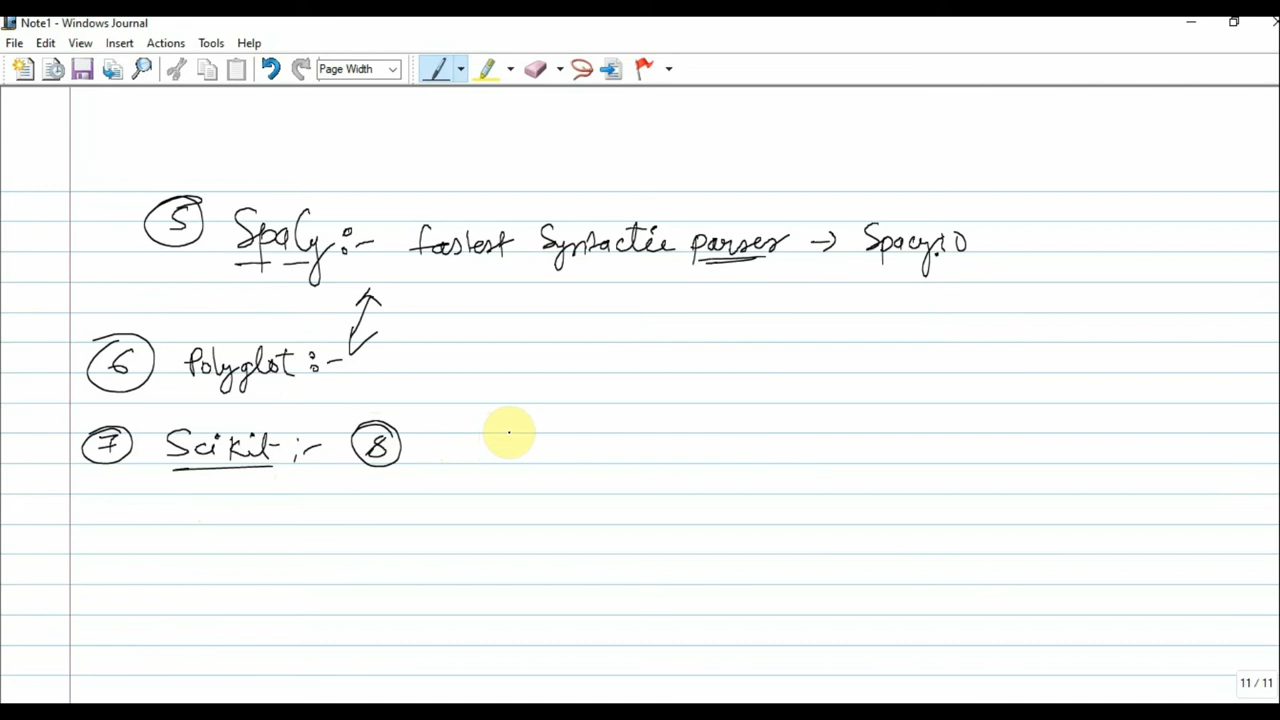 Note1 - Windows Journal
File Edit View Insert Actions Tools Help
Page Width
5 SpaCy :- fastest Syntactic parser → Spacy.IO
6 Polyglot :-
7 Scikit :- 8
11 / 11